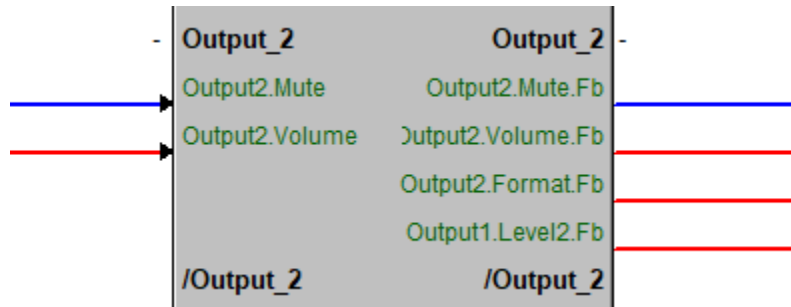 - Output_2 Output_2 -
Output2.Mute Output2.Mute.Fb
Output2.Volume Output2.Volume.Fb
Output2.Format.Fb
Output1.Level2.Fb
/Output_2 /Output_2